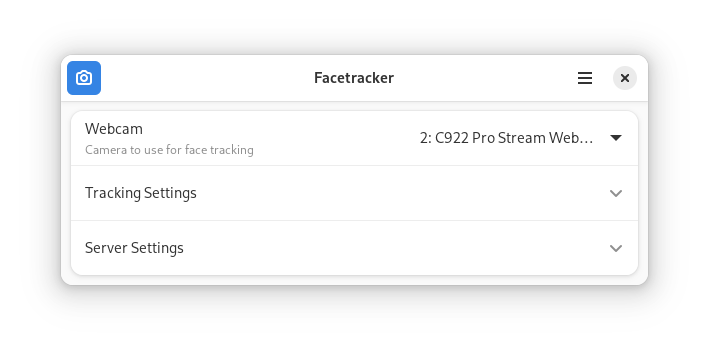 Facetracker
Webcam
Camera to use for face tracking
2: C922 Pro Stream Web…
Tracking Settings
Server Settings